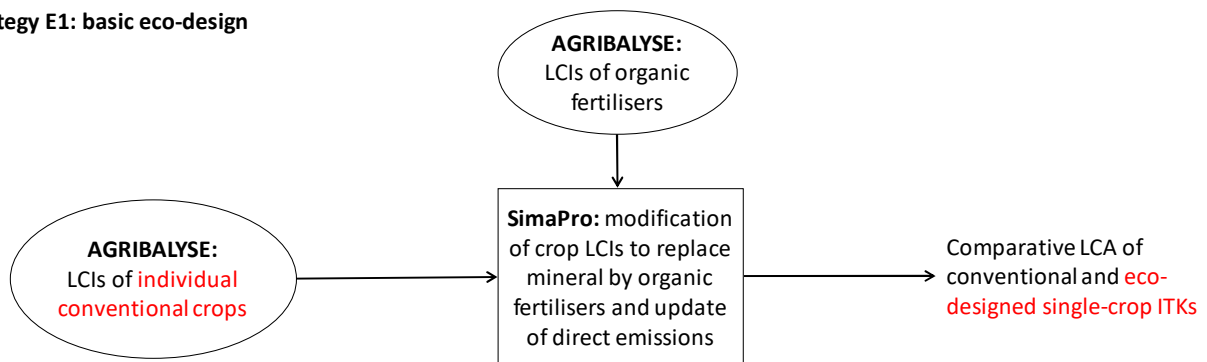 tegy E1: basic eco-design
AGRIBALYSE:
LCIs of organic
fertilisers
AGRIBALYSE:
LCIs of individual
conventional crops
SimaPro: modification
of crop LCIs to replace
mineral by organic
fertilisers and update
of direct emissions
Comparative LCA of
conventional and eco-
designed single-crop ITKs